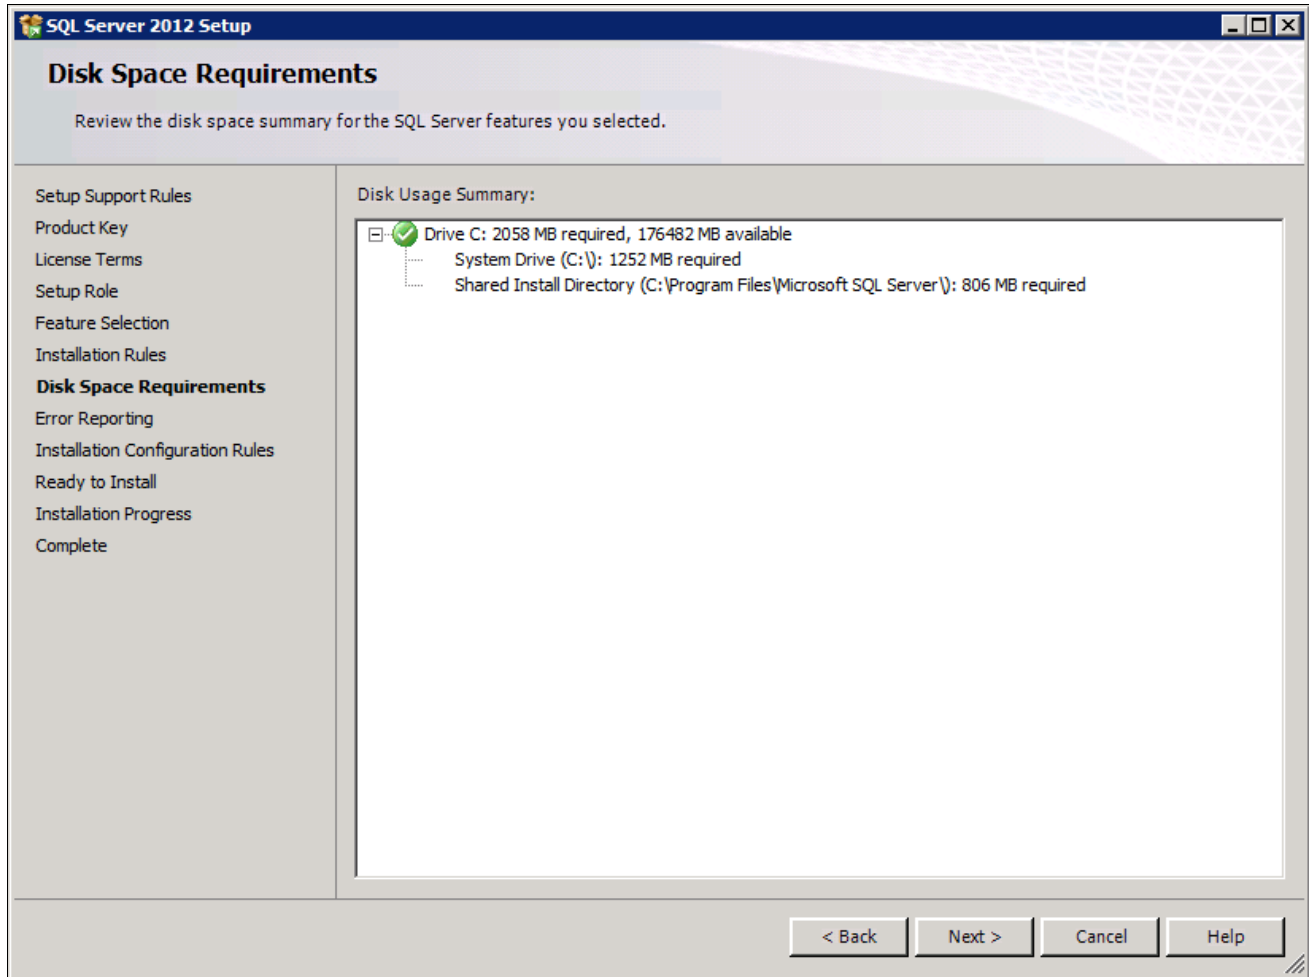 SQL Server 2012 Setup
Disk Space Requirements
Review the disk space summary for the SQL Server features you selected.
Setup Support Rules
Product Key
License Terms
Setup Role
Feature Selection
Installation Rules
Disk Space Requirements
Error Reporting
Installation Configuration Rules
Ready to Install
Installation Progress
Complete
Disk Usage Summary:
Drive C: 2058 MB required, 176482 MB available
System Drive (C:\): 1252 MB required
Shared Install Directory (C:\Program Files\Microsoft SQL Server\): 806 MB required
< Back
Next >
Cancel
Help